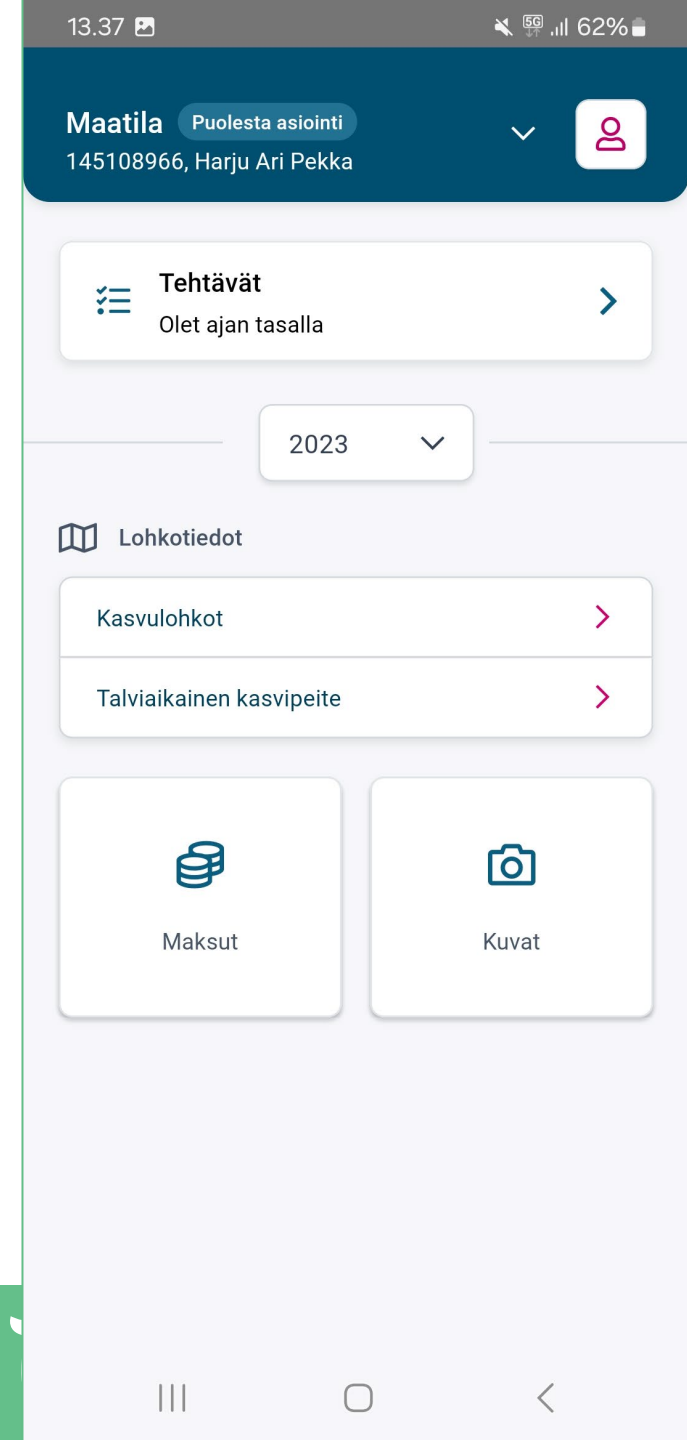 13.37 5G 62%
Maatila Puolesta asiointi
145108966, Harju Ari Pekka
Tehtävät
Olet ajan tasalla
2023
Lohkotiedot
Kasvulohkot
Talviaikainen kasvipeite
Maksut Kuvat